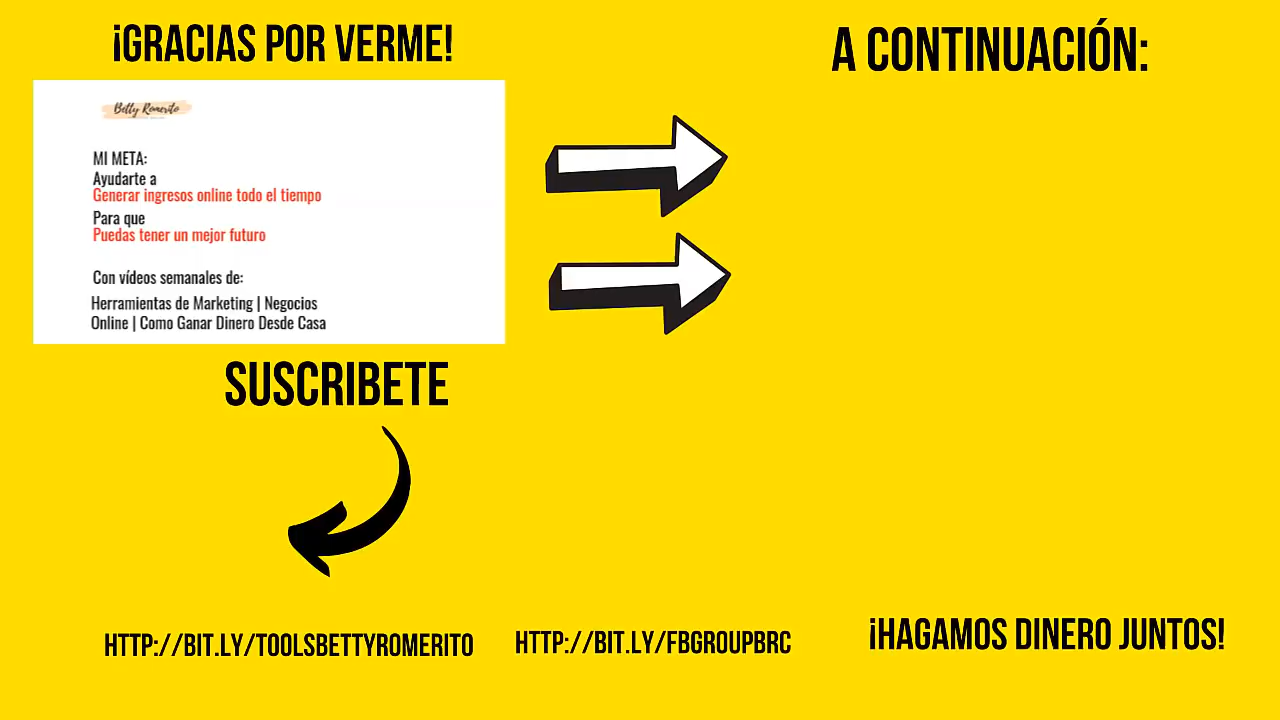 ¡GRACIAS POR VERME!
A CONTINUACIÓN:
Betty Romerito
MI META:
Ayudarte a
Generar ingresos online todo el tiempo
Para que
Puedas tener un mejor futuro
Con vídeos semanales de:
Herramientas de Marketing | Negocios
Online | Como Ganar Dinero Desde Casa
SUSCRIBETE
HTTP://BIT.LY/TOOLSBETTYROMERITO
HTTP://BIT.LY/FBGROUPBRC
¡HAGAMOS DINERO JUNTOS!